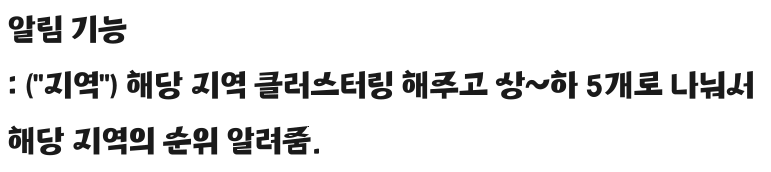 알림 기능
: ("지역") 해당 지역 클러스터링 해주고 상~하 5개로 나눠서
해당 지역의 순위 알려줌.